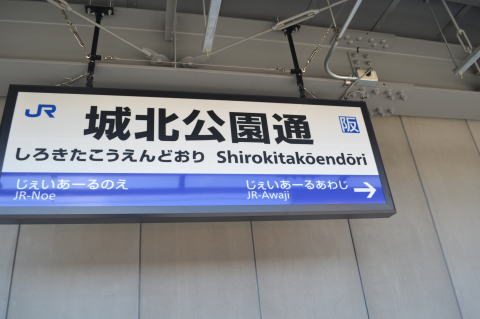 JR 城北公園通 阪
しろきたこうえんどおり Shirokitakōendōri
じぇいあーるのえ じぇいあーるあわじ
JR-Noe JR-Awaji